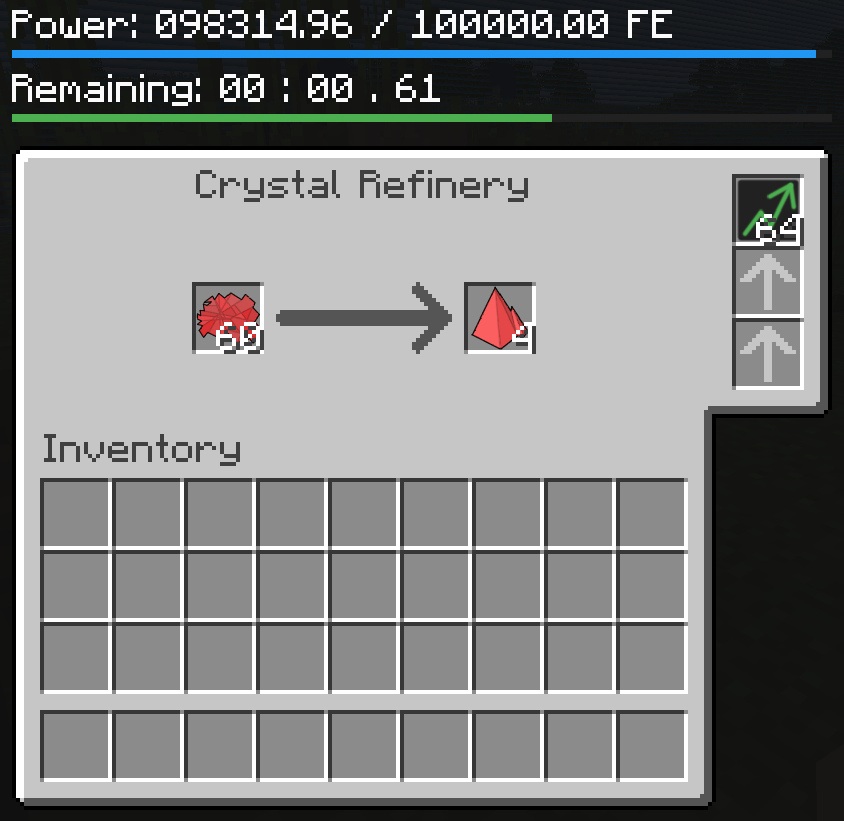 Power: 098314.96 / 100000.00 FE
Remaining: 00 : 00 . 61
Crystal Refinery
64
60
4
Inventory